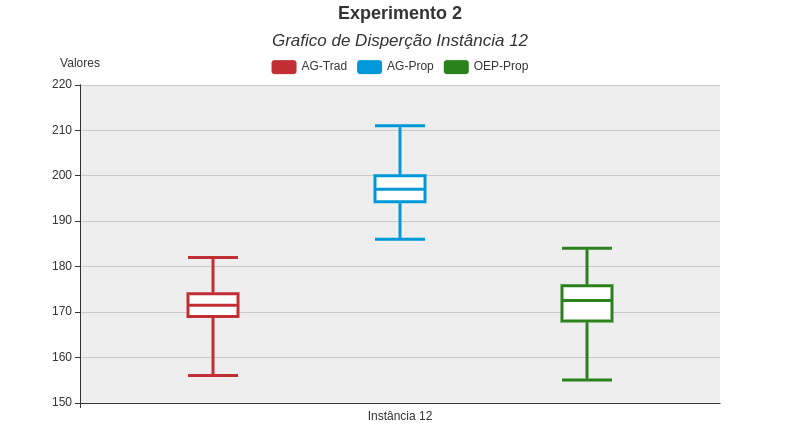 Experimento 2
Grafico de Disperção Instância 12
Valores
AG-Trad AG-Prop OEP-Prop
220
210
200
190
180
170
160
150
Instância 12